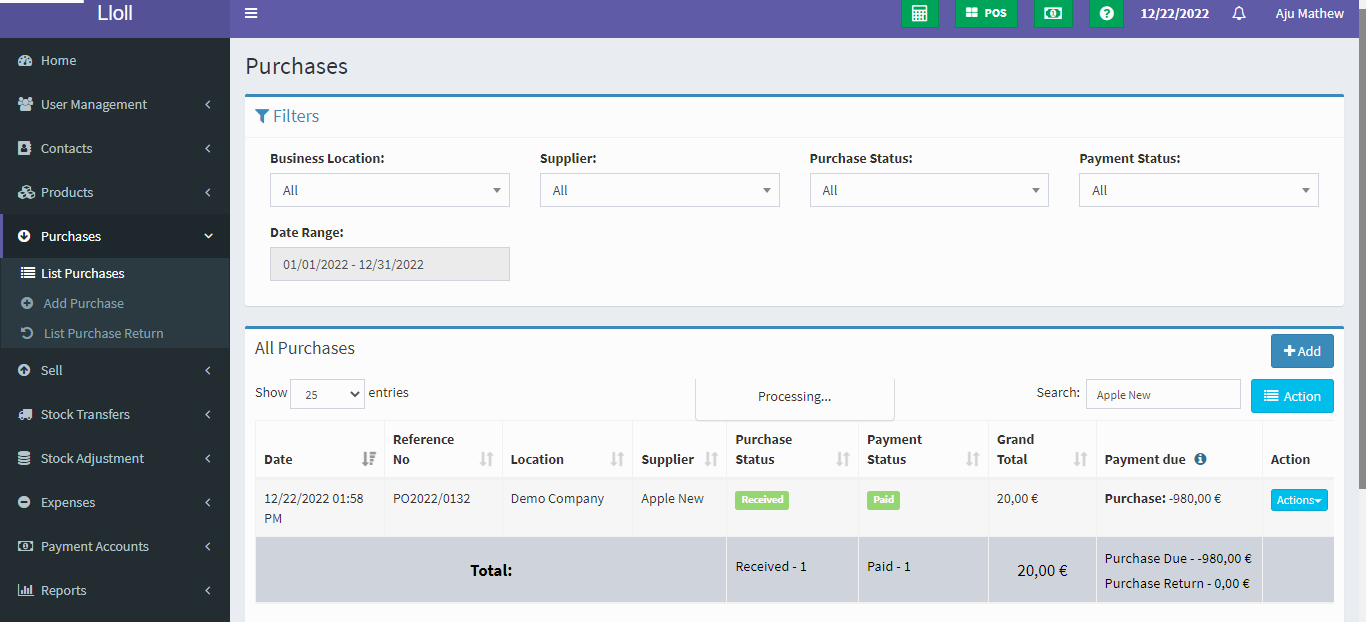 Lloll
POS
12/22/2022
Aju Mathew
Home
User Management
Contacts
Products
Purchases
List Purchases
Add Purchase
List Purchase Return
Sell
Stock Transfers
Stock Adjustment
Expenses
Payment Accounts
Reports
Purchases
Filters
Business Location: Supplier: Purchase Status: Payment Status:
All All All All
Date Range:
01/01/2022 - 12/31/2022
All Purchases
Add
Show 25 entries
Processing...
Search: Apple New
Action
Date Reference No Location Supplier Purchase Status Payment Status Grand Total Payment due Action
12/22/2022 01:58 PM PO2022/0132 Demo Company Apple New Received Paid 20,00 € Purchase: -980,00 € Actions
Total: Received - 1 Paid - 1 20,00 € Purchase Due - -980,00 €
Purchase Return - 0,00 €